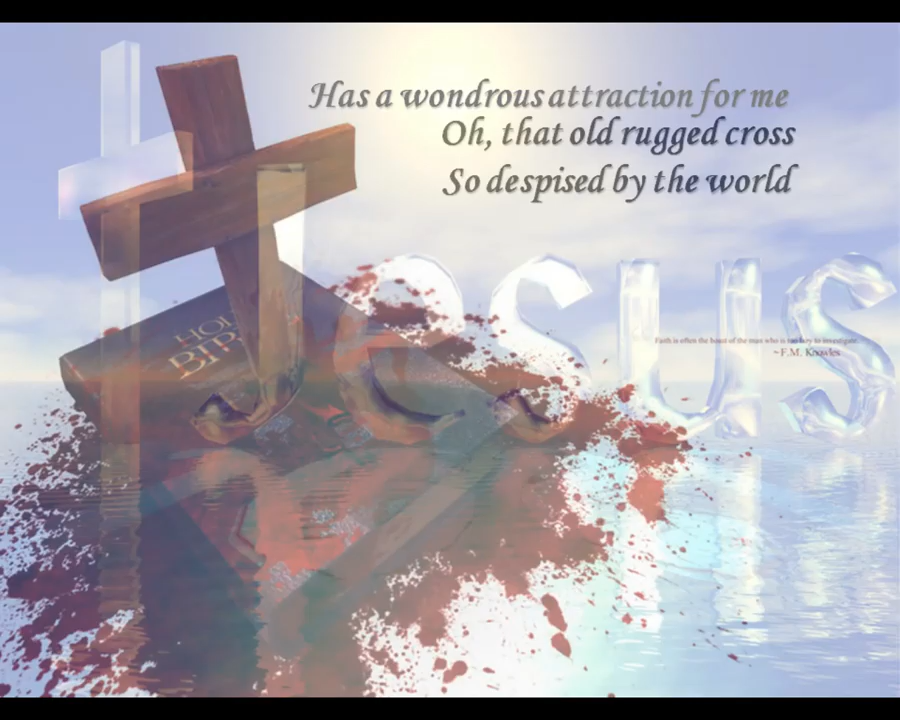 Has a wondrous attraction for me
Oh, that old rugged cross
So despised by the world
Jesus
HOLY
BIBLE
Faith is often the boast of the man who is too lazy to investigate.
~F.M. Knowles